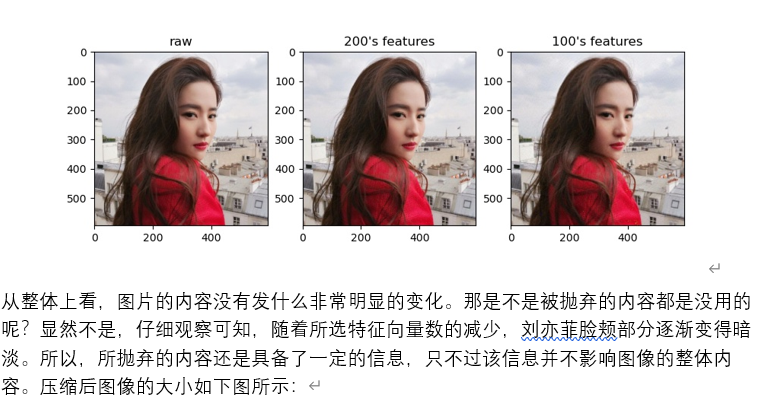 raw 200's features 100's features
0 0 0
100 100 100
200 200 200
300 300 300
400 400 400
500 500 500
0 200 400 0 200 400 0 200 400
从整体上看，图片的内容没有发什么非常明显的变化。那是不是被抛弃的内容都是没用的
呢？显然不是，仔细观察可知，随着所选特征向量数的减少，刘亦菲脸颊部分逐渐变得暗
淡。所以，所抛弃的内容还是具备了一定的信息，只不过该信息并不影响图像的整体内
容。压缩后图像的大小如下图所示：